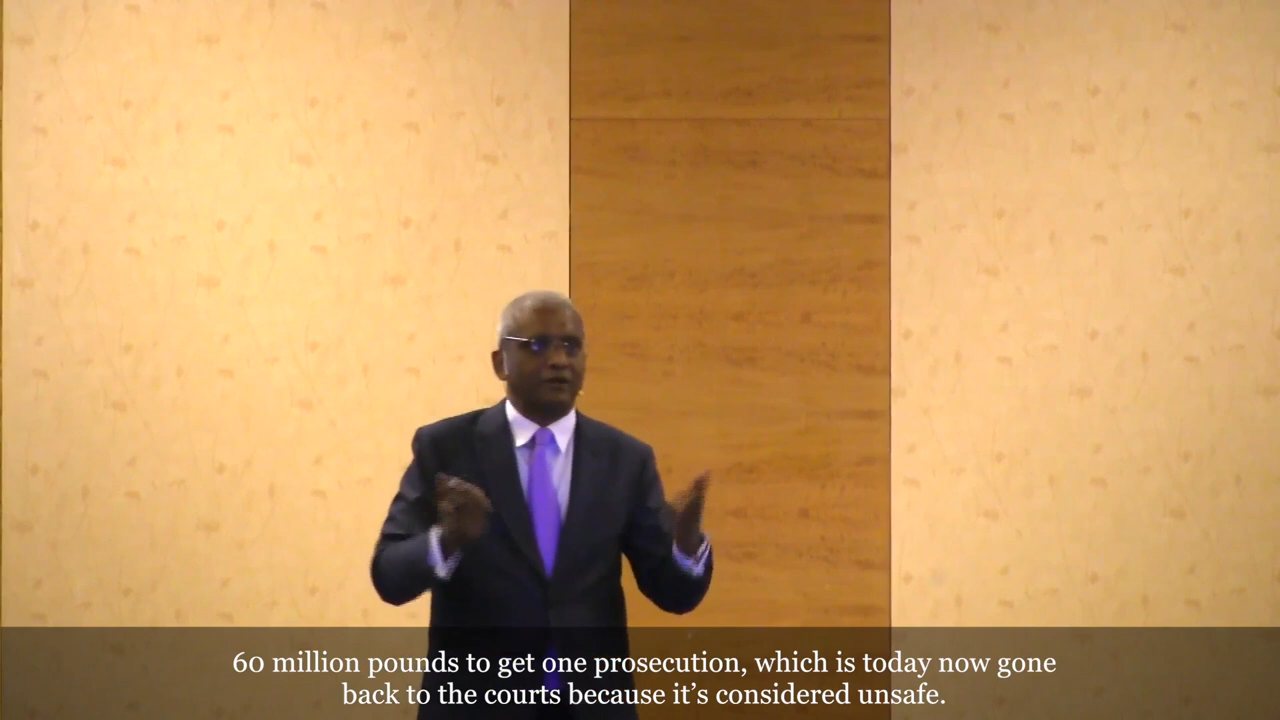 60 million pounds to get one prosecution, which is today now gone
back to the courts because it’s considered unsafe.